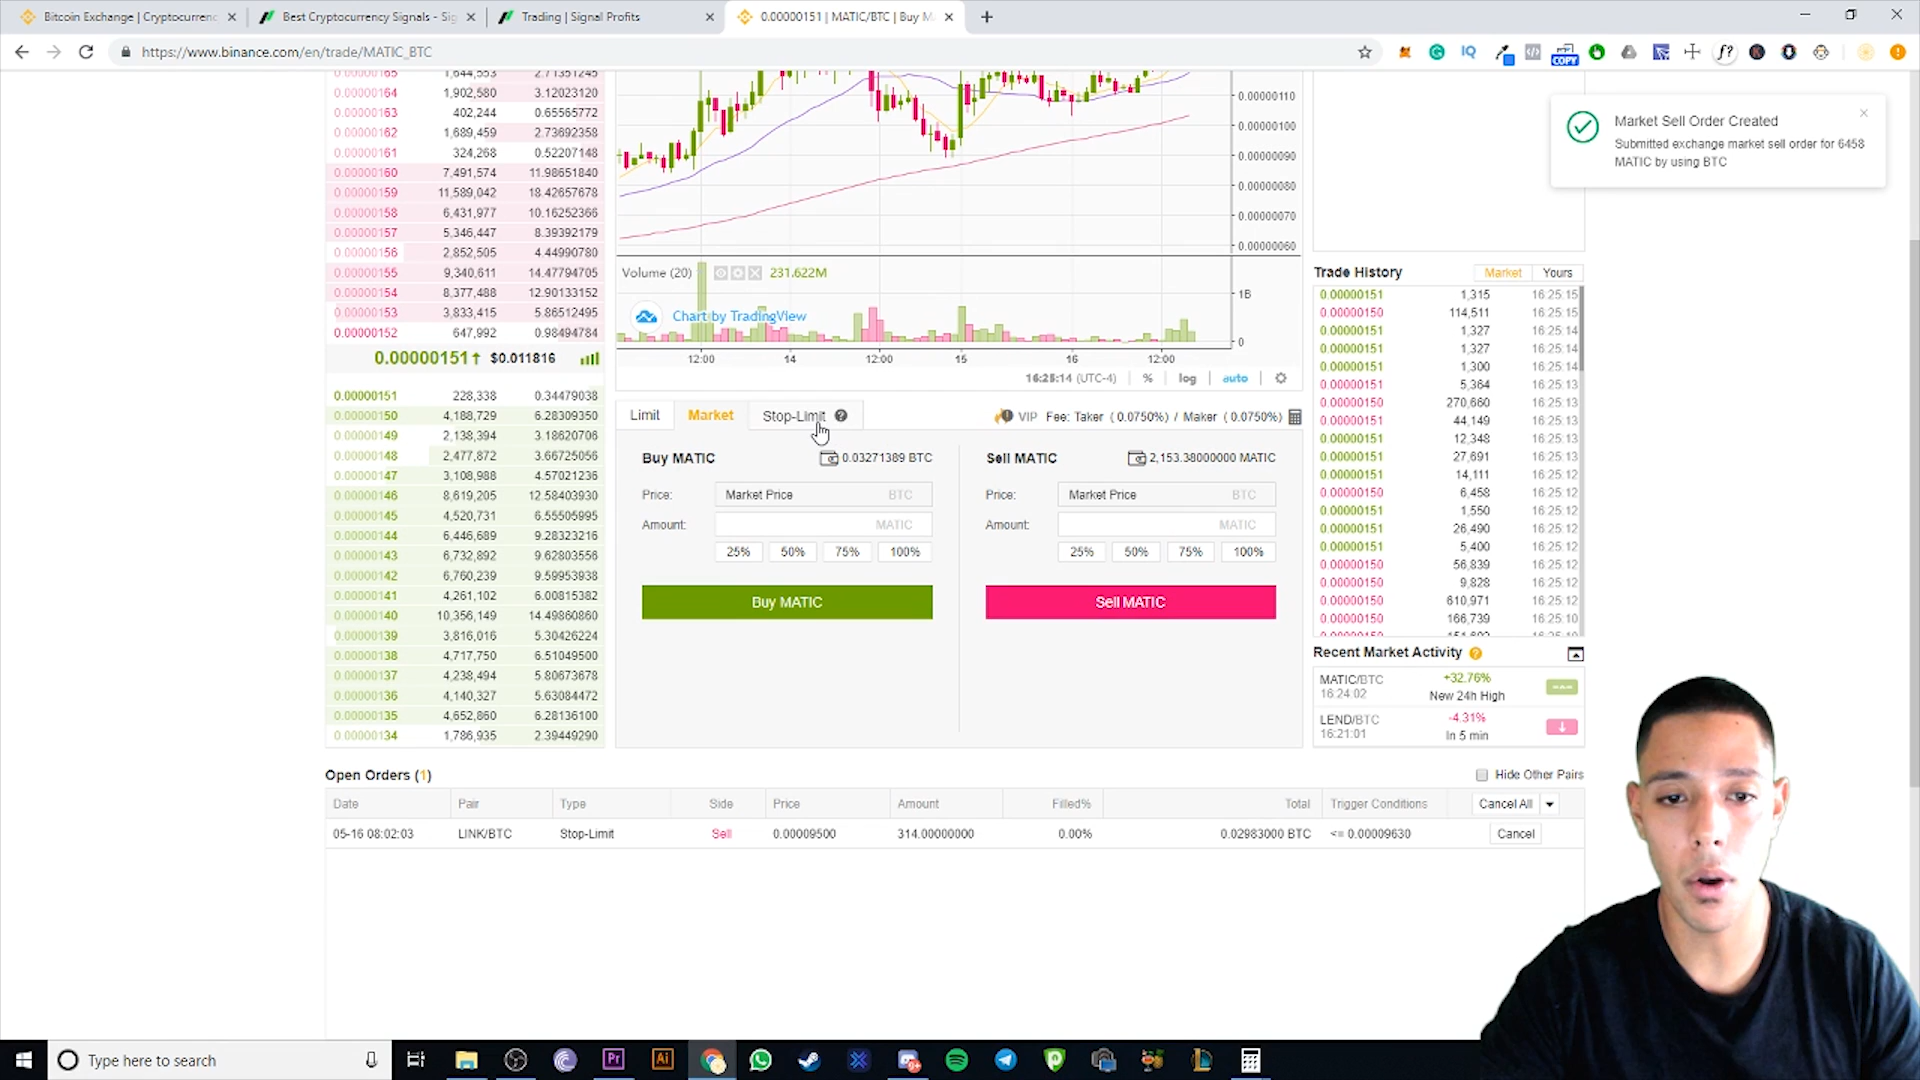 Bitcoin Exchange | Cryptocurrenc
Best Cryptocurrency Signals - Sig
Trading | Signal Profits
0.00000151 | MATIC/BTC | Buy M
https://www.binance.com/en/trade/MATIC_BTC
0.00000165 1,644,553 2.71351245
0.00000164 1,902,580 3.12023120
0.00000163 402,244 0.65565772
0.00000162 1,689,459 2.73692358
0.00000161 324,268 0.52207148
0.00000160 7,491,574 11.98651840
0.00000159 11,589,042 18.42657678
0.00000158 6,431,977 10.16252366
0.00000157 5,346,447 8.39392179
0.00000156 2,852,505 4.44990780
0.00000155 9,340,611 14.47794705
0.00000154 8,377,488 12.90133152
0.00000153 3,833,415 5.86512495
0.00000152 647,992 0.98494784
0.00000151↑ $0.011816
0.00000151 228,338 0.34479038
0.00000150 4,188,729 6.28309350
0.00000149 2,138,394 3.18620706
0.00000148 2,477,872 3.66725056
0.00000147 3,108,988 4.57021236
0.00000146 8,619,205 12.58403930
0.00000145 4,520,731 6.55505995
0.00000144 6,446,689 9.28323216
0.00000143 6,732,892 9.62803556
0.00000142 6,760,239 9.59953938
0.00000141 4,261,102 6.00815382
0.00000140 10,356,149 14.49860860
0.00000139 3,816,016 5.30426224
0.00000138 4,717,750 6.51049500
0.00000137 4,238,494 5.80673678
0.00000136 4,140,327 5.63084472
0.00000135 4,652,860 6.28136100
0.00000134 1,786,935 2.39449290
0.00000110
0.00000100
0.00000090
0.00000080
0.00000070
0.00000060
Volume (20) 231.622M
1B
0
Chart by TradingView
12:00 14 12:00 15 16 12:00
16:25:14 (UTC-4) % log auto
Limit Market Stop-Limit ?
VIP Fee: Taker ( 0.0750% ) / Maker ( 0.0750% )
Buy MATIC 0.03271389 BTC
Price: Market Price BTC
Amount: MATIC
25% 50% 75% 100%
Buy MATIC
Sell MATIC 2,153.38000000 MATIC
Price: Market Price BTC
Amount: MATIC
25% 50% 75% 100%
Sell MATIC
COPY
f?
Market Sell Order Created
Submitted exchange market sell order for 6458
MATIC by using BTC
Trade History Market Yours
0.00000151 1,315 16:25:15
0.00000150 114,511 16:25:15
0.00000151 1,327 16:25:14
0.00000151 1,327 16:25:14
0.00000151 1,300 16:25:14
0.00000150 5,364 16:25:13
0.00000150 270,660 16:25:13
0.00000150 44,149 16:25:13
0.00000151 12,348 16:25:13
0.00000151 27,691 16:25:13
0.00000151 14,111 16:25:12
0.00000150 6,458 16:25:12
0.00000151 1,550 16:25:12
0.00000151 26,490 16:25:12
0.00000151 5,400 16:25:12
0.00000150 56,839 16:25:12
0.00000150 9,828 16:25:12
0.00000150 610,971 16:25:12
0.00000150 166,739 16:25:10
Recent Market Activity ?
MATIC/BTC +32.76%
16:24:02 New 24h High
LEND/BTC -4.31%
16:21:01 In 5 min
Open Orders (1) Hide Other Pairs
Date Pair Type Side Price Amount Filled% Total Trigger Conditions Cancel All
05-16 08:02:03 LINK/BTC Stop-Limit Sell 0.00009500 314.00000000 0.00% 0.02983000 BTC <= 0.00009630 Cancel
Type here to search
Pr
Ai